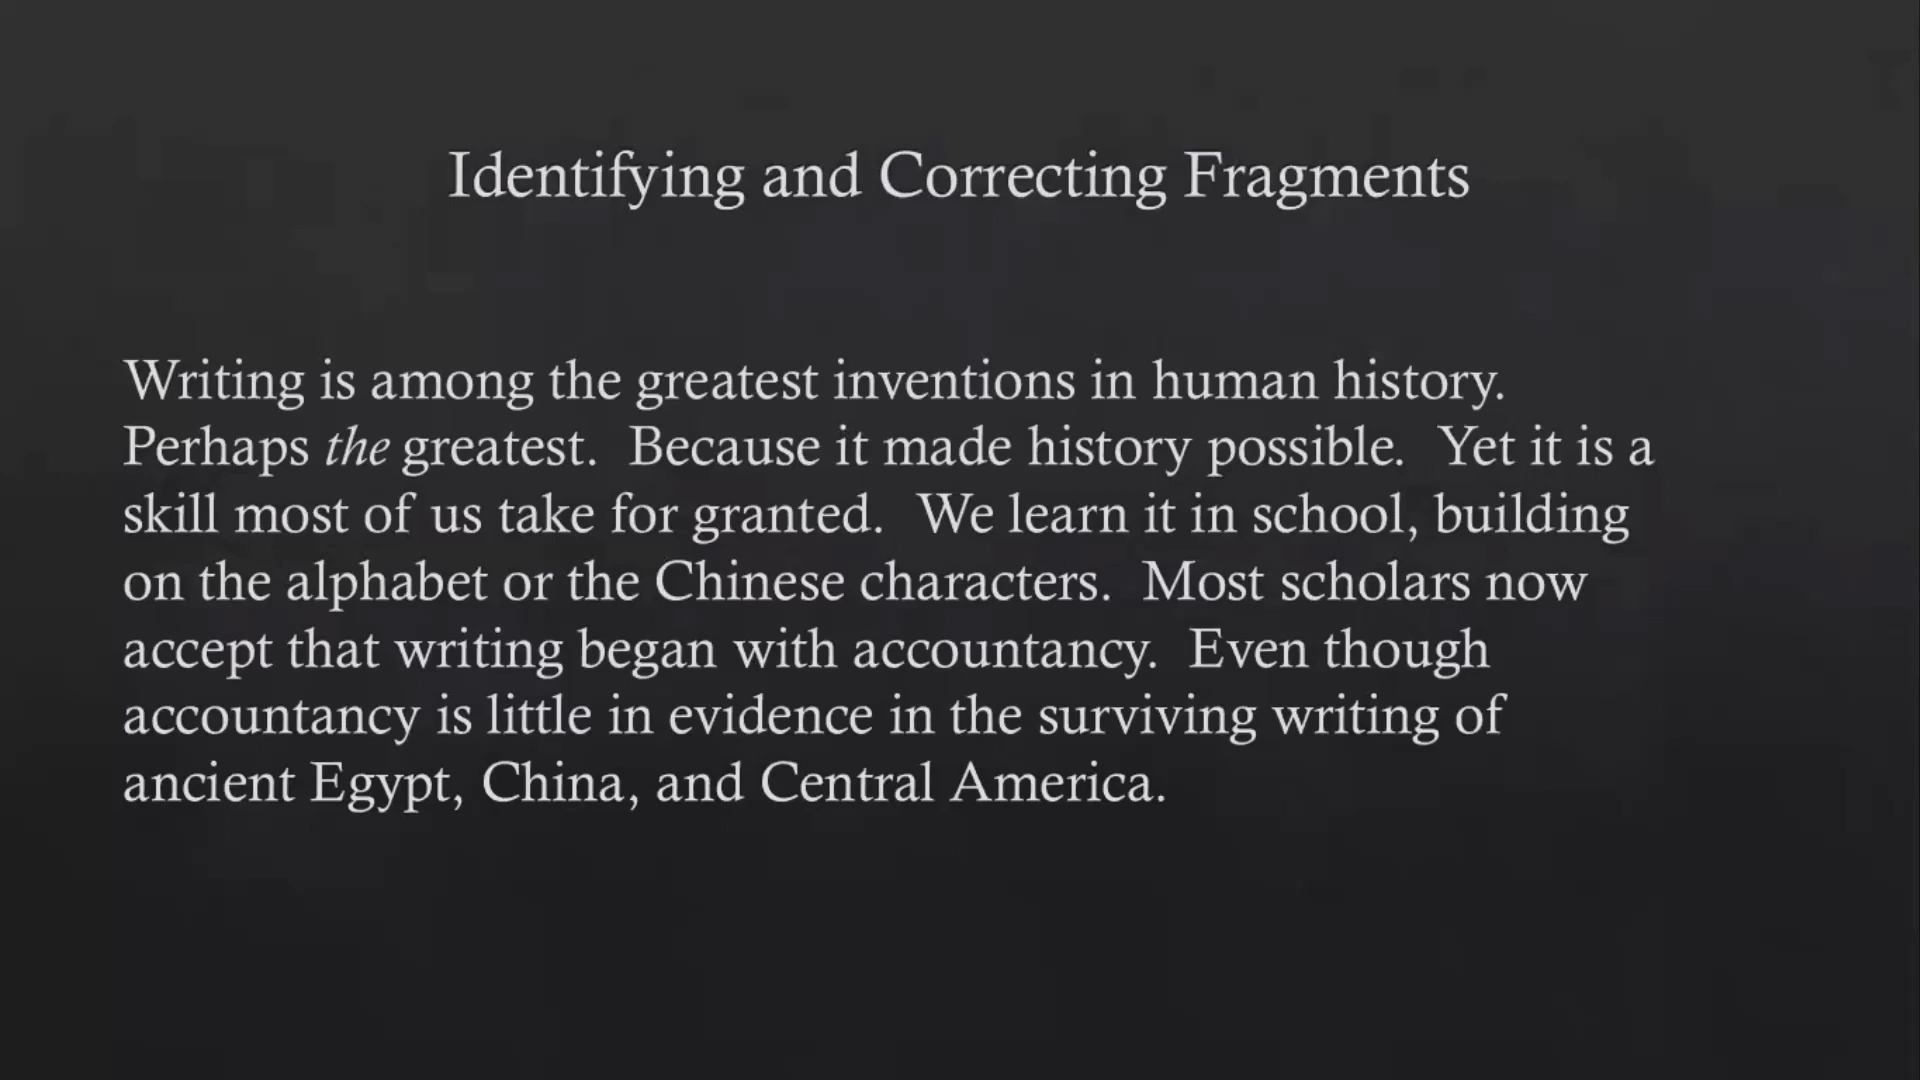 Identifying and Correcting Fragments
Writing is among the greatest inventions in human history.
Perhaps the greatest.  Because it made history possible.  Yet it is a
skill most of us take for granted.  We learn it in school, building
on the alphabet or the Chinese characters.  Most scholars now
accept that writing began with accountancy.  Even though
accountancy is little in evidence in the surviving writing of
ancient Egypt, China, and Central America.